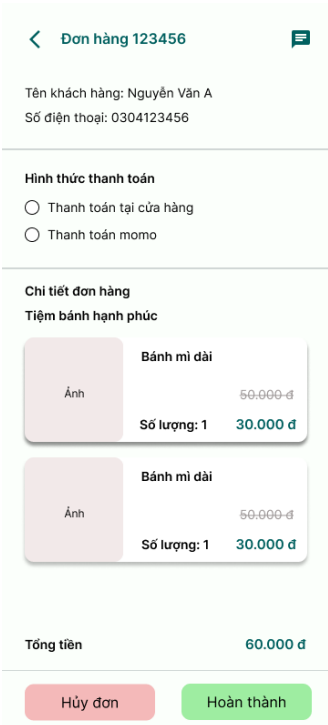 Đơn hàng 123456
Tên khách hàng: Nguyễn Văn A
Số điện thoại: 0304123456
Hình thức thanh toán
Thanh toán tại cửa hàng
Thanh toán momo
Chi tiết đơn hàng
Tiệm bánh hạnh phúc
Ảnh
Bánh mì dài
50.000 đ
Số lượng: 1 30.000 đ
Ảnh
Bánh mì dài
50.000 đ
Số lượng: 1 30.000 đ
Tổng tiền 60.000 đ
Hủy đơn Hoàn thành